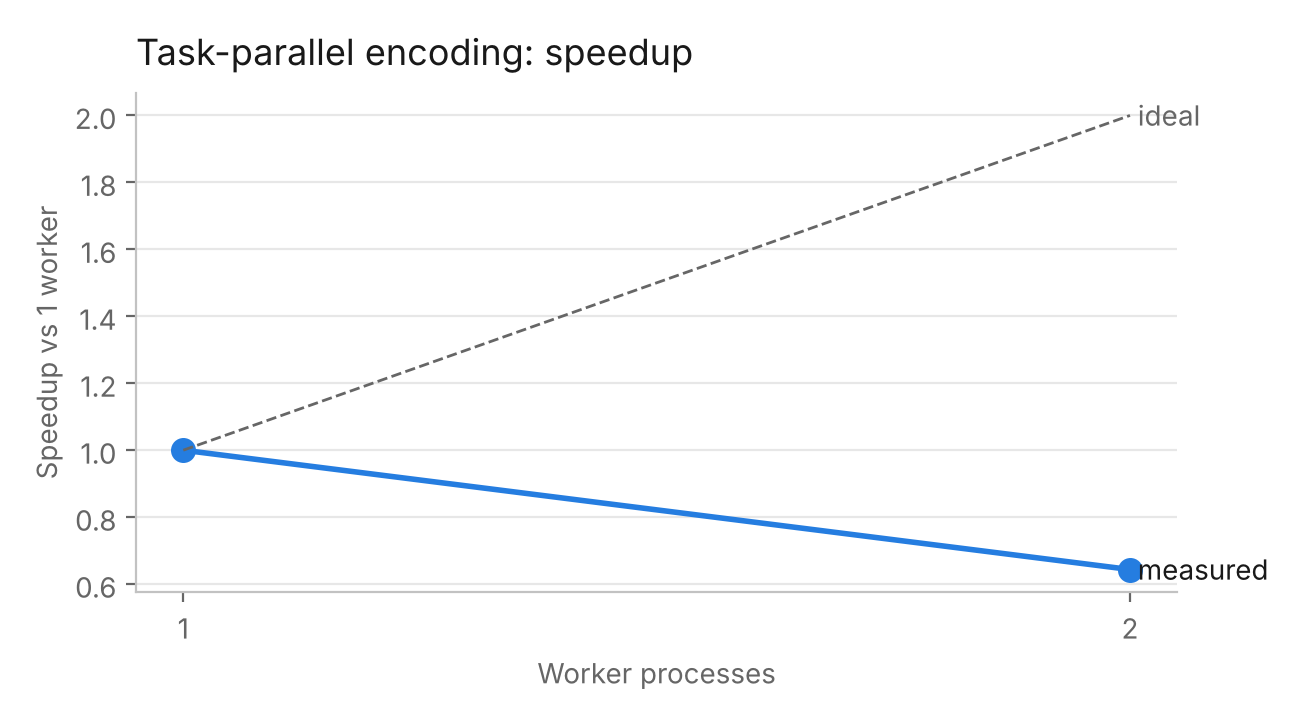 Task-parallel encoding: speedup
Speedup vs 1 worker
2.0
1.8
1.6
1.4
1.2
1.0
0.8
0.6
ideal
measured
1
2
Worker processes